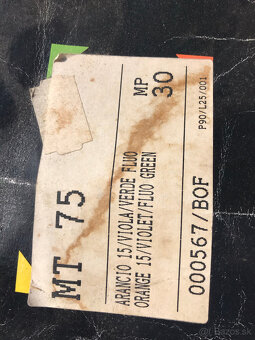 MT 75
MP
30
ARANCIO 15/VIOLA/VERDE FLUO
ORANGE 15/VIOLET/FLUO GREEN
000567/BOF
P90/L25/001